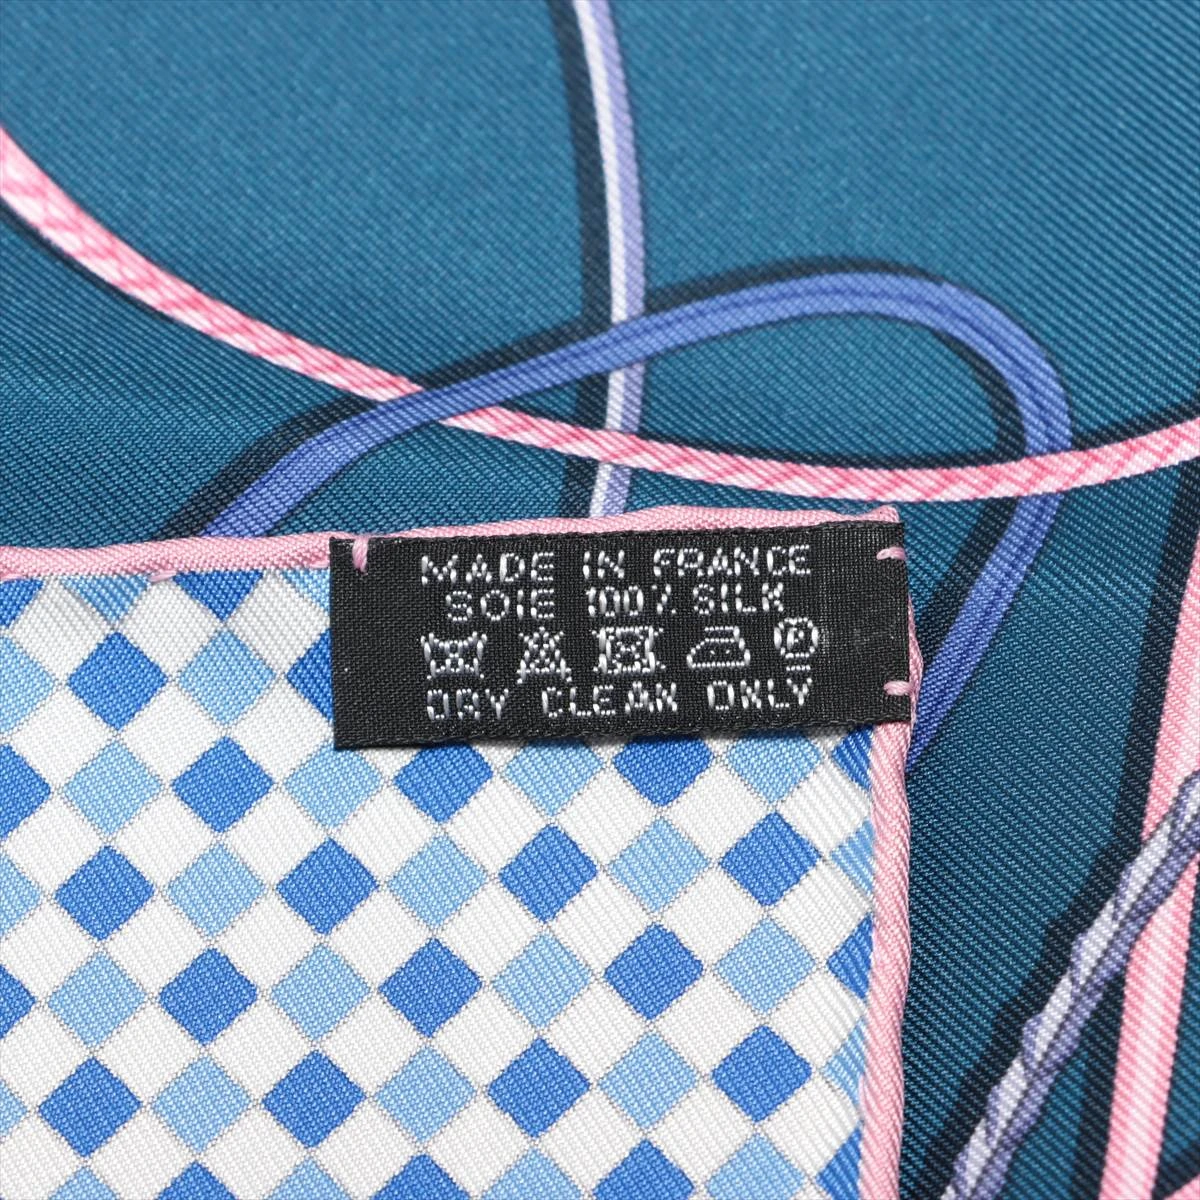 MADE IN FRANCE
SOIE 100% SILK
P
DRY CLEAN ONLY